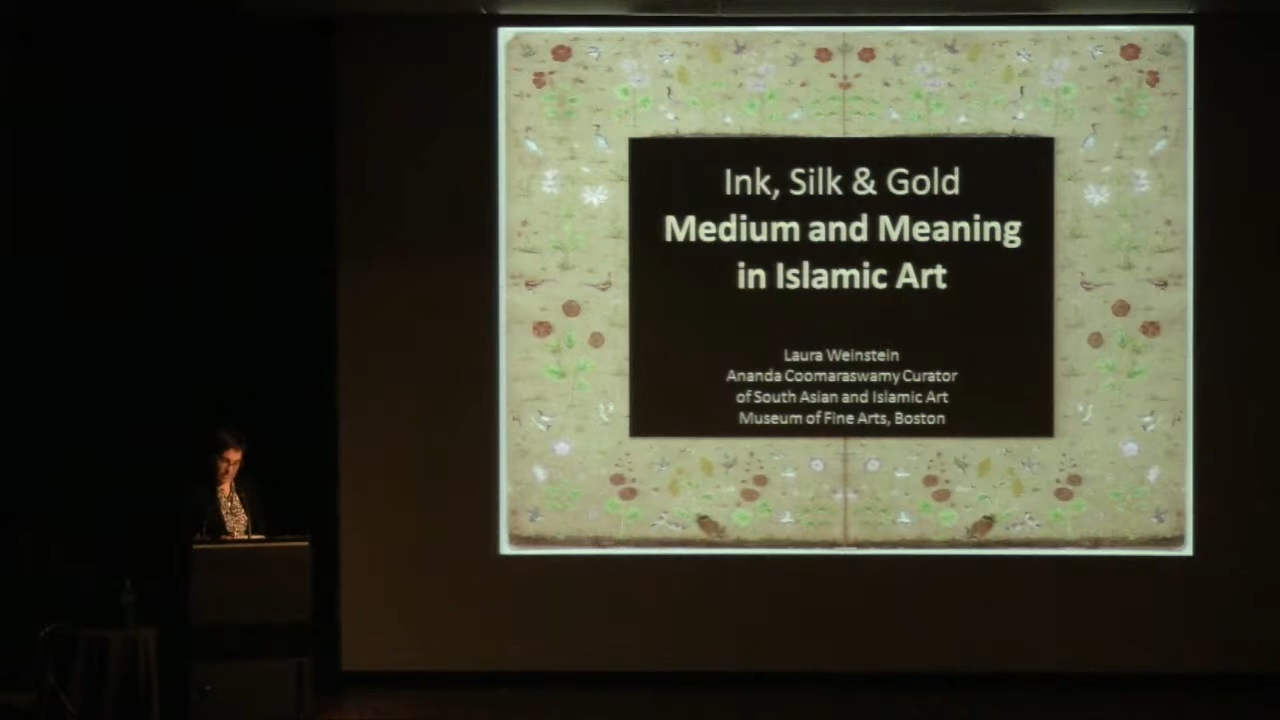 Ink, Silk & Gold
Medium and Meaning
in Islamic Art
Laura Weinstein
Ananda Coomaraswamy Curator
of South Asian and Islamic Art
Museum of Fine Arts, Boston